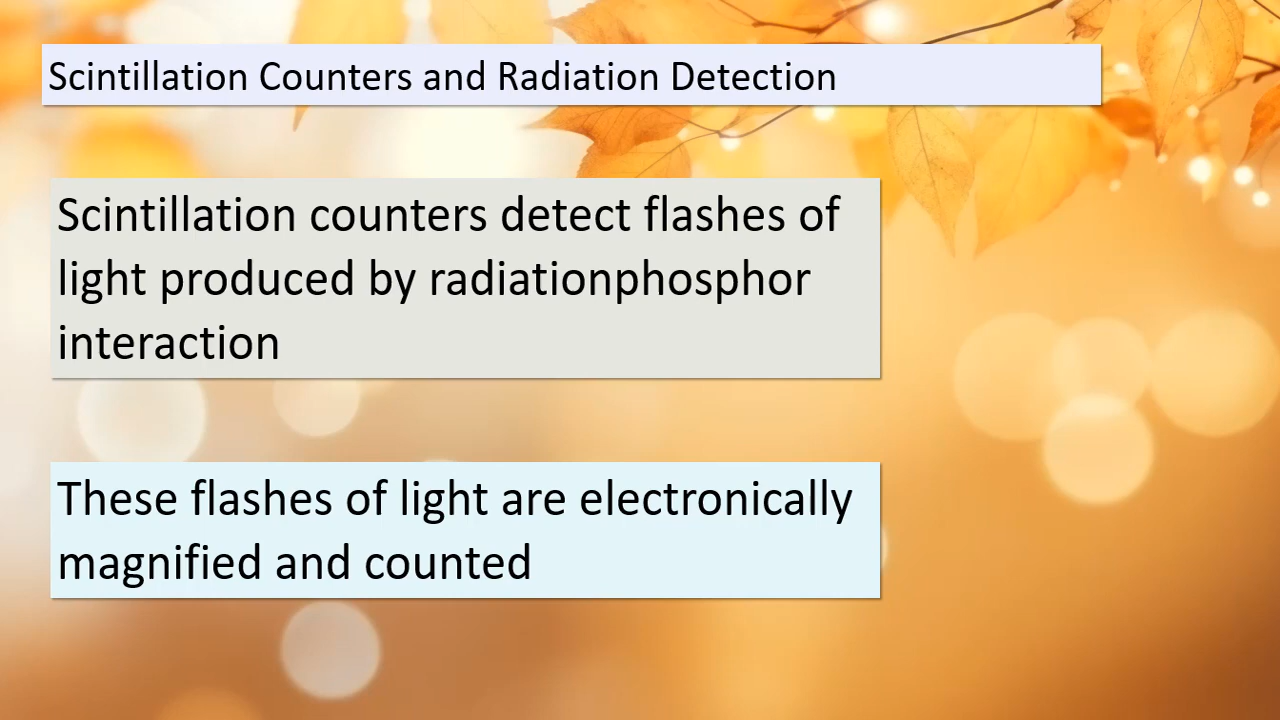 Scintillation Counters and Radiation Detection
Scintillation counters detect flashes of
light produced by radiationphosphor
interaction
These flashes of light are electronically
magnified and counted